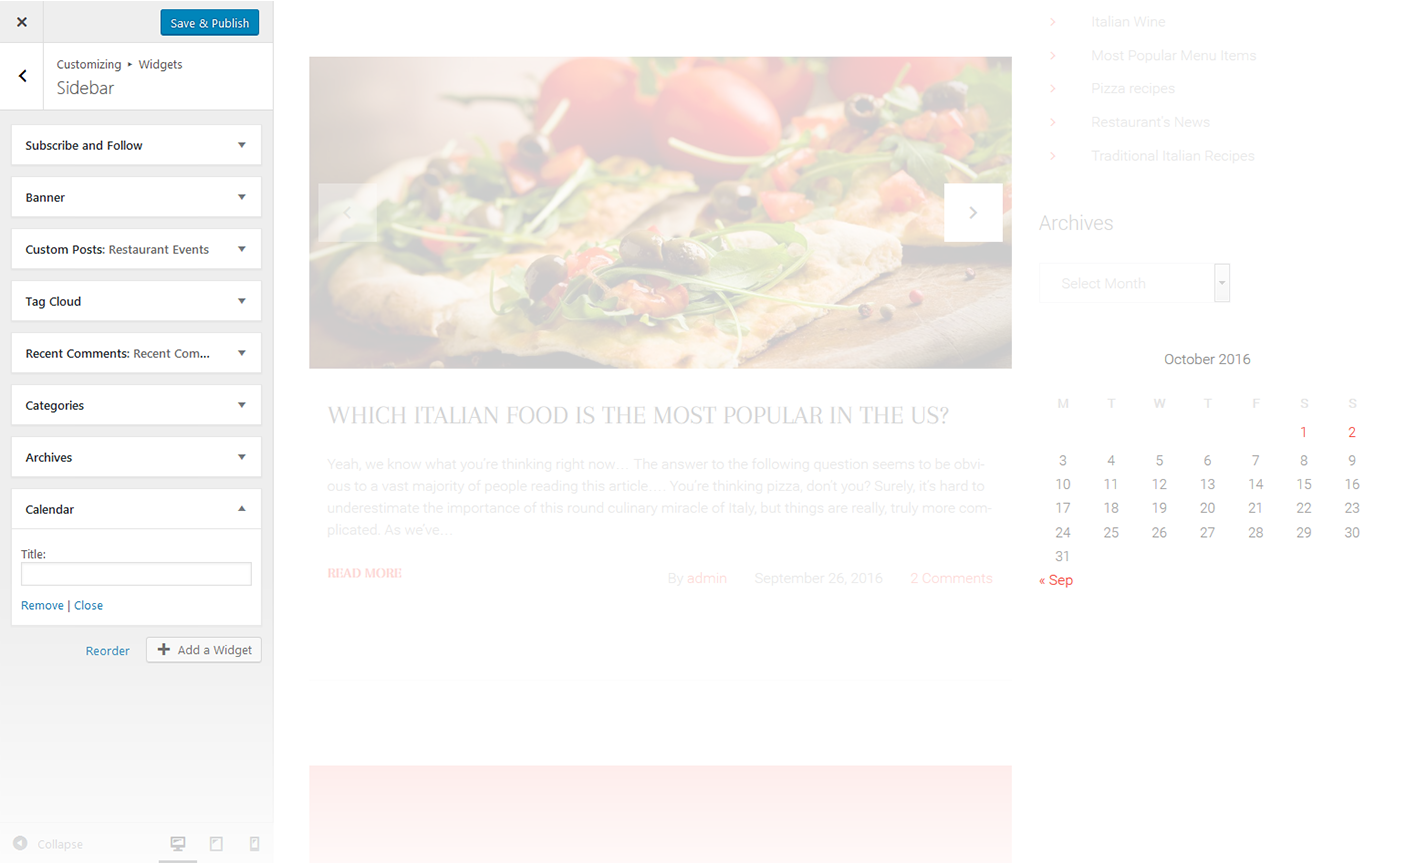 Save & Publish
Customizing ▸ Widgets
Sidebar
Subscribe and Follow
Banner
Custom Posts: Restaurant Events
Tag Cloud
Recent Comments: Recent Com...
Categories
Archives
Calendar
Title:
Remove | Close
Reorder
Add a Widget
Collapse
WHICH ITALIAN FOOD IS THE MOST POPULAR IN THE US?
Yeah, we know what you're thinking right now… The answer to the following question seems to be obvi-
ous to a vast majority of people reading this article…. You're thinking pizza, don't you? Surely, it's hard to
underestimate the importance of this round culinary miracle of Italy, but things are really, truly more com-
plicated. As we've…
READ MORE
By admin September 26, 2016 2 Comments
Italian Wine
Most Popular Menu Items
Pizza recipes
Restaurant's News
Traditional Italian Recipes
Archives
Select Month
October 2016
M T W T F S S
1 2
3 4 5 6 7 8 9
10 11 12 13 14 15 16
17 18 19 20 21 22 23
24 25 26 27 28 29 30
31
« Sep